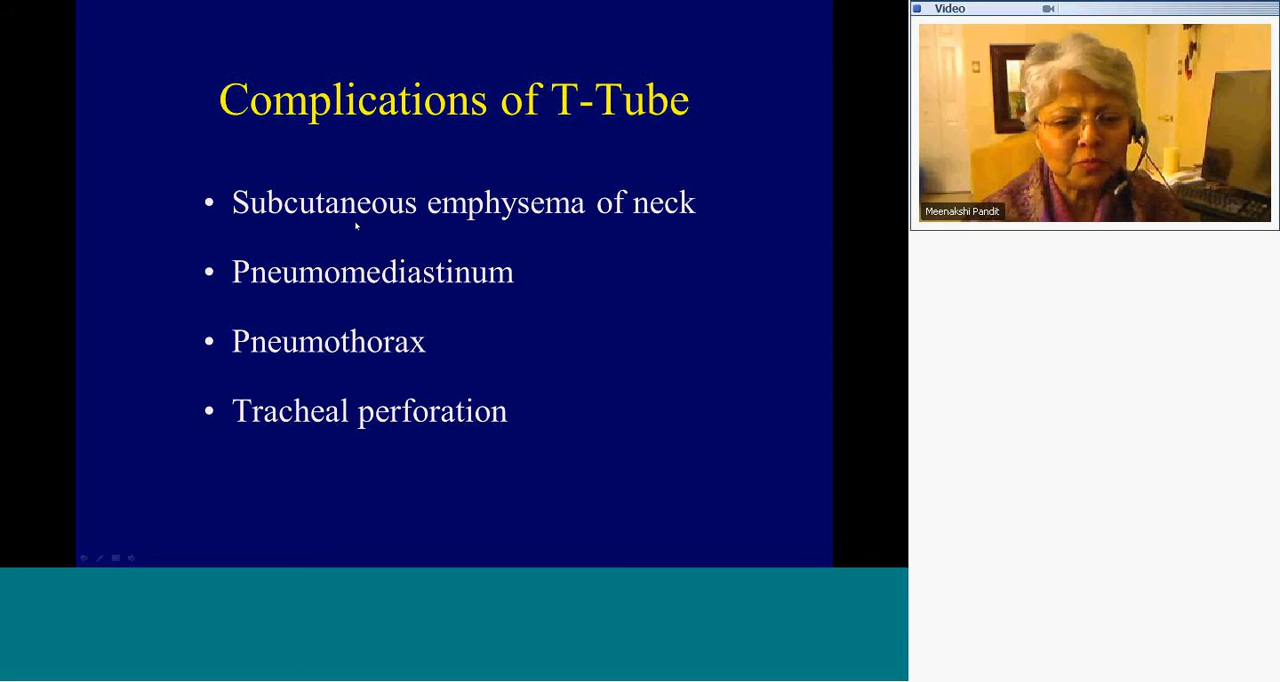 Complications of T-Tube
• Subcutaneous emphysema of neck
• Pneumomediastinum
• Pneumothorax
• Tracheal perforation
Video
Meenakshi Pandit